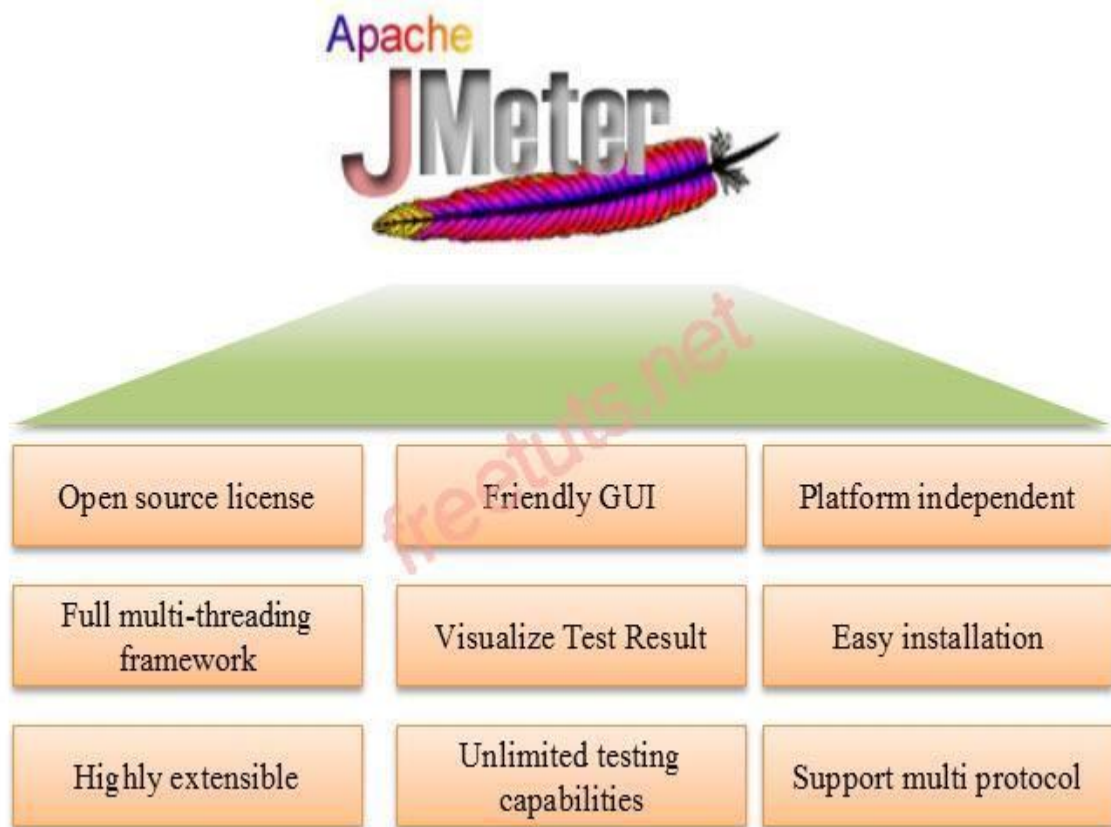 Apache
JMeter
freetuts.net
Open source license
Friendly GUI
Platform independent
Full multi-threading
framework
Visualize Test Result
Easy installation
Highly extensible
Unlimited testing
capabilities
Support multi protocol